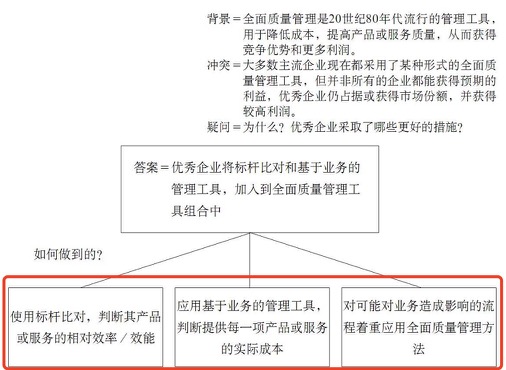 背景＝全面质量管理是20世纪80年代流行的管理工具，
用于降低成本，提高产品或服务质量，从而获得
竞争优势和更多利润。
冲突＝大多数主流企业现在都采用了某种形式的全面质
量管理工具，但并非所有的企业都能获得预期的
利益，优秀企业仍占据或获得市场份额，并获得
较高利润。
疑问＝为什么？优秀企业采取了哪些更好的措施？
答案＝优秀企业将标杆比对和基于业务的
管理工具，加入到全面质量管理工
具组合中
如何做到的？
使用标杆比对，判断其产品
或服务的相对效率／效能
应用基于业务的管理工具，
判断提供每一项产品或服务
的实际成本
对可能对业务造成影响的流
程着重应用全面质量管理方
法